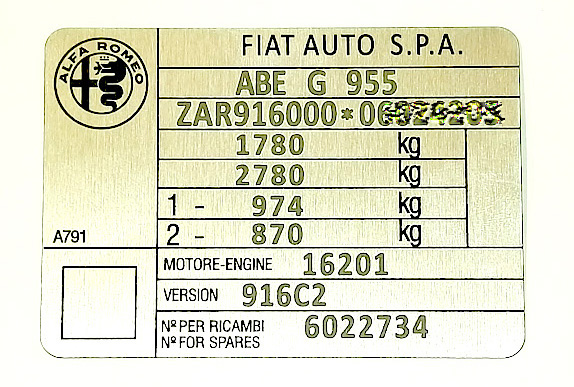 ALFA ROMEO
FIAT AUTO S.P.A.
ABE G 955
ZAR916000*06
1780 kg
2780 kg
1 - 974 kg
2 - 870 kg
A791
MOTORE-ENGINE 16201
VERSION 916C2
Nº PER RICAMBI 6022734
Nº FOR SPARES